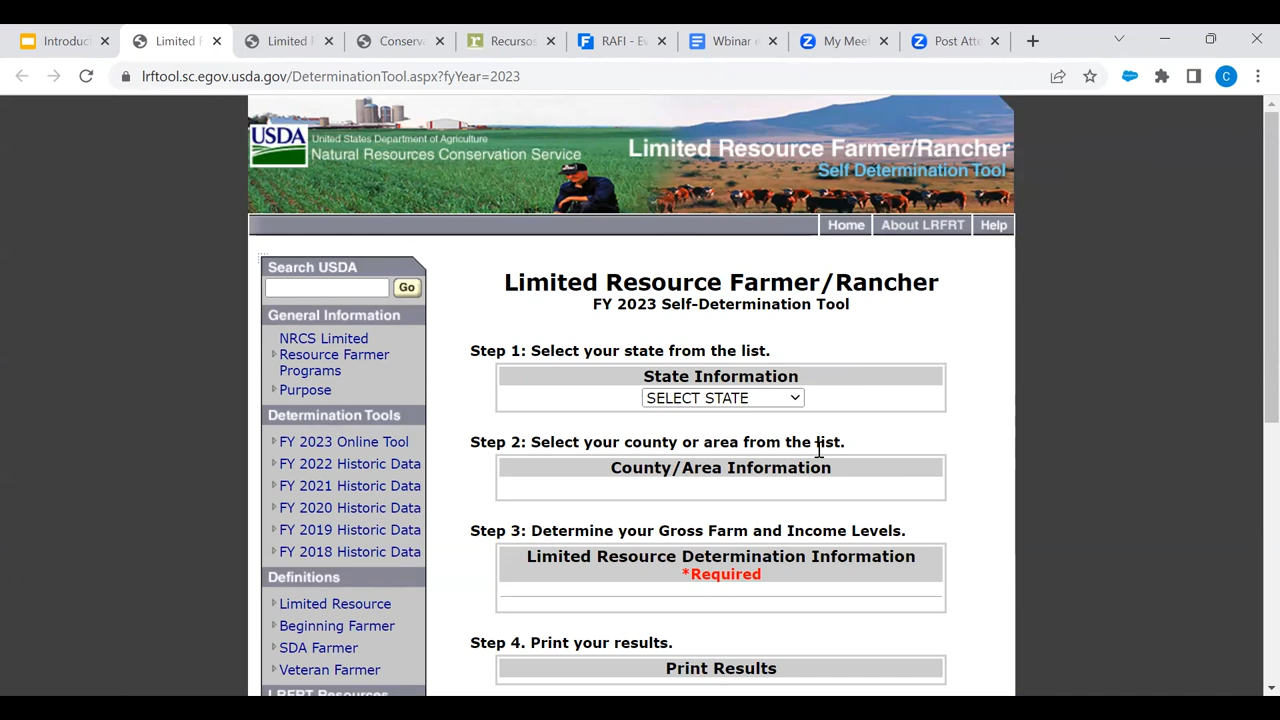 Introduc
Limited F
Limited R
Conserva
Recursos
RAFI - Ev
Wbinar e
My Meet
Post Atte
lrftool.sc.egov.usda.gov/DeterminationTool.aspx?fyYear=2023
C
USDA
United States Department of Agriculture
Natural Resources Conservation Service
Limited Resource Farmer/Rancher
Self Determination Tool
Home
About LRFRT
Help
Search USDA
Go
General Information
NRCS Limited
Resource Farmer
Programs
Purpose
Determination Tools
FY 2023 Online Tool
FY 2022 Historic Data
FY 2021 Historic Data
FY 2020 Historic Data
FY 2019 Historic Data
FY 2018 Historic Data
Definitions
Limited Resource
Beginning Farmer
SDA Farmer
Veteran Farmer
LRFRT Resources
Limited Resource Farmer/Rancher
FY 2023 Self-Determination Tool
Step 1: Select your state from the list.
State Information
SELECT STATE
Step 2: Select your county or area from the list.
County/Area Information
Step 3: Determine your Gross Farm and Income Levels.
Limited Resource Determination Information
*Required
Step 4. Print your results.
Print Results